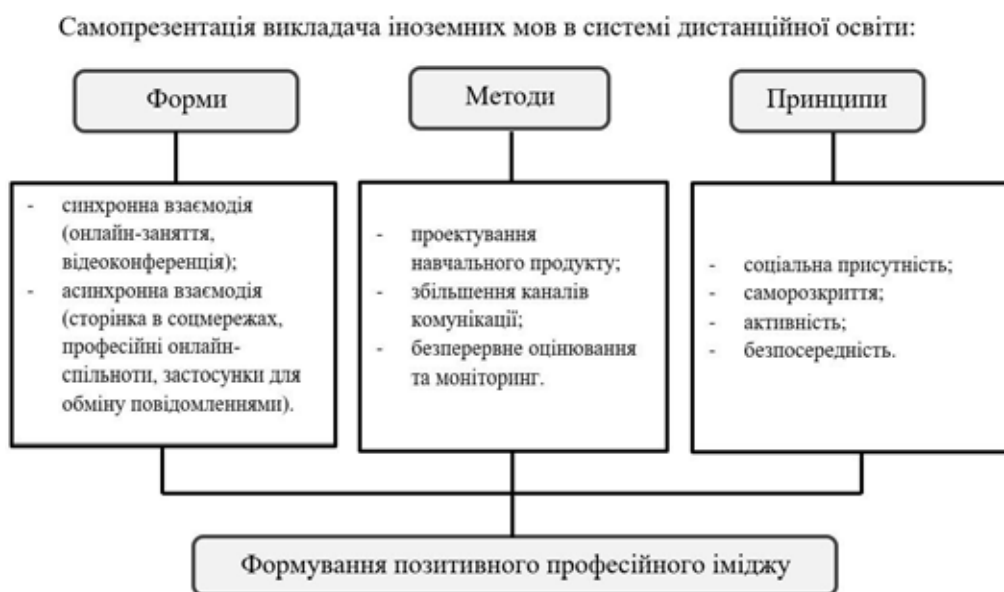 Самопрезентація викладача іноземних мов в системі дистанційної освіти:
Форми
- синхронна взаємодія
(онлайн-заняття,
відеоконференція);
- асинхронна взаємодія
(сторінка в соцмережах,
професійні онлайн-
спільноти, застосунки для
обміну повідомленнями).
Методи
- проектування
навчального продукту;
- збільшення каналів
комунікації;
- безперервне оцінювання
та моніторинг.
Принципи
- соціальна присутність;
- саморозкриття;
- активність;
- безпосередність.
Формування позитивного професійного іміджу